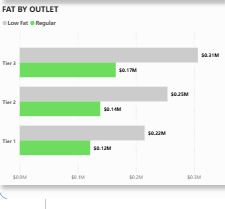 FAT BY OUTLET
Low Fat Regular
Tier 3
$0.31M
$0.17M
Tier 2
$0.25M
$0.14M
Tier 1
$0.22M
$0.12M
$0.0M $0.1M $0.2M $0.3M